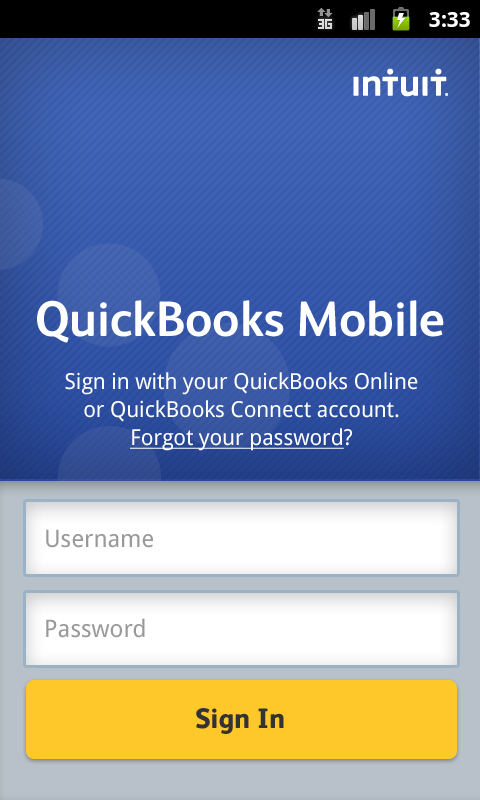 3G 3:33
intuit.
QuickBooks Mobile
Sign in with your QuickBooks Online
or QuickBooks Connect account.
Forgot your password?
Username
Password
Sign In